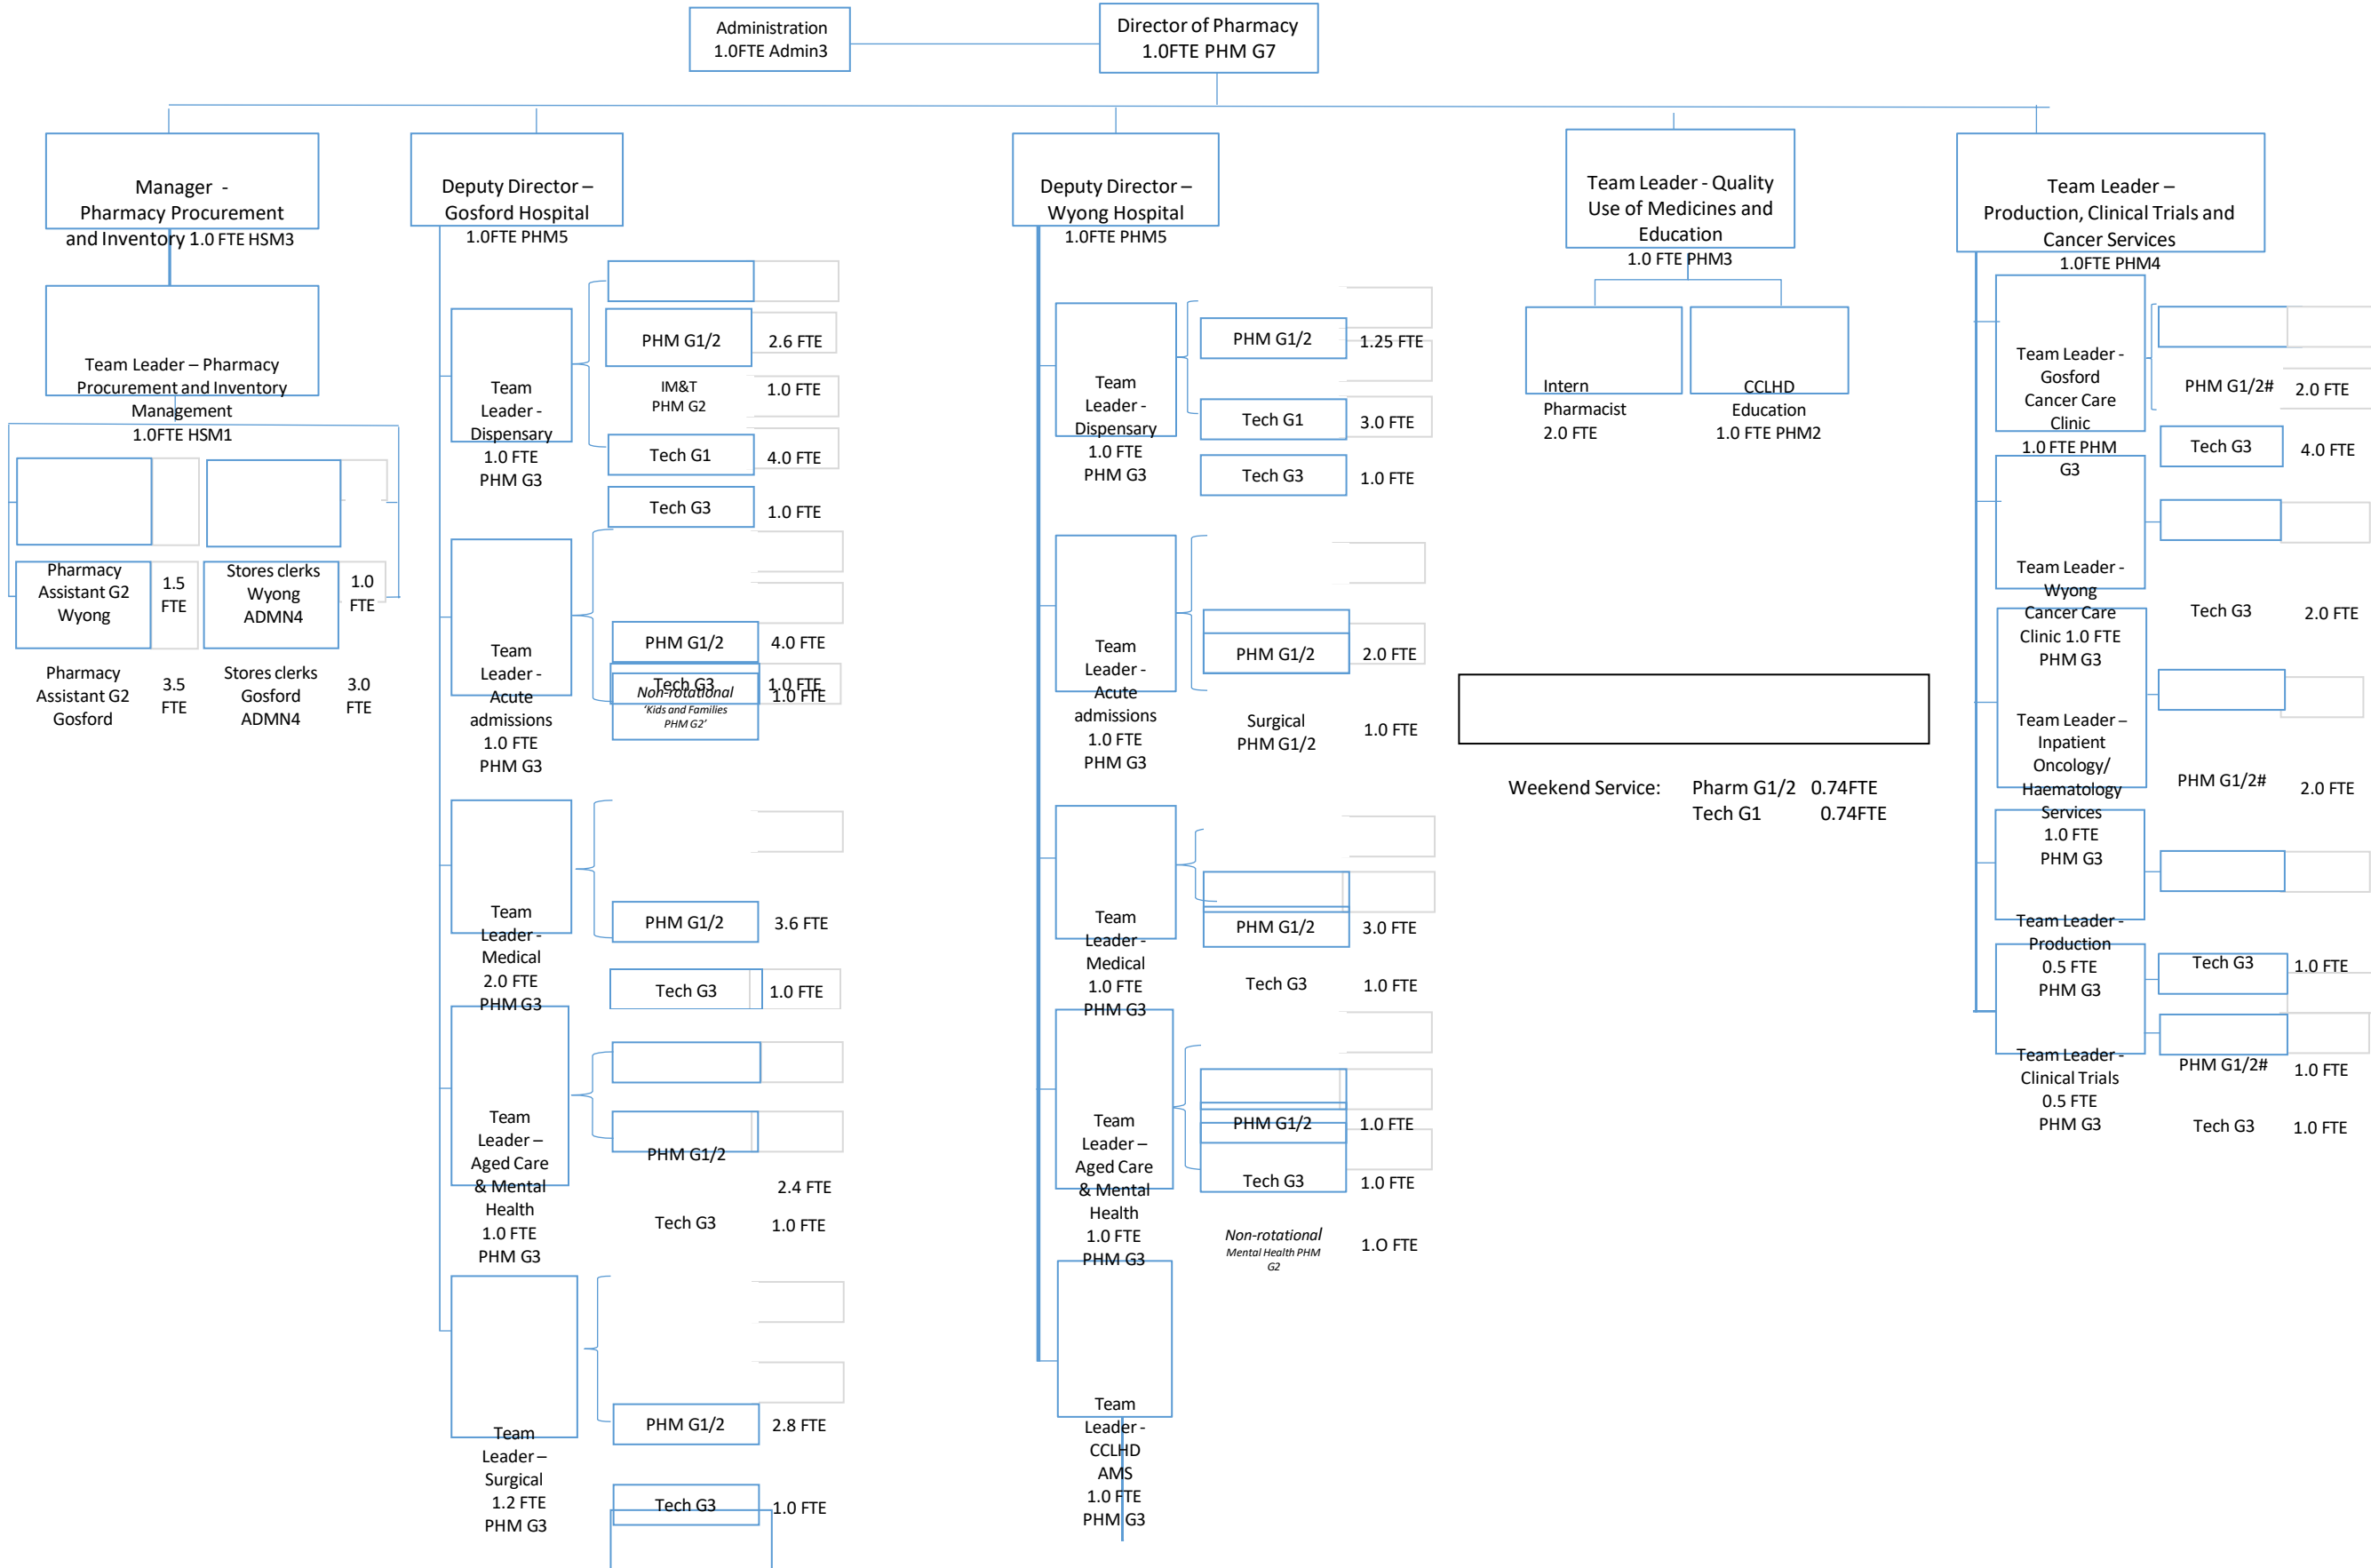 Administration
1.0FTE Admin3
Director of Pharmacy
1.0FTE PHM G7
Manager -
Pharmacy Procurement
and Inventory 1.0 FTE HSM3
Team Leader – Pharmacy
Procurement and Inventory
Management
1.0FTE HSM1
Pharmacy
Assistant G2
Wyong
1.5
FTE
Stores clerks
Wyong
ADMN4
1.0
FTE
Pharmacy
Assistant G2
Gosford
3.5
FTE
Stores clerks
Gosford
ADMN4
3.0
FTE
Deputy Director –
Gosford Hospital
1.0FTE PHM5
Team
Leader -
Dispensary
1.0 FTE
PHM G3
PHM G1/2
2.6 FTE
IM&T
PHM G2
1.0 FTE
Tech G1
4.0 FTE
Tech G3
1.0 FTE
Team
Leader -
Acute
admissions
1.0 FTE
PHM G3
PHM G1/2
4.0 FTE
Tech G3
1.0 FTE
Non-rotational
'Kids and Families
PHM G2'
1.0 FTE
Team
Leader -
Medical
2.0 FTE
PHM G3
PHM G1/2
3.6 FTE
Tech G3
1.0 FTE
Team
Leader –
Aged Care
& Mental
Health
1.0 FTE
PHM G3
PHM G1/2
2.4 FTE
Tech G3
1.0 FTE
Team
Leader –
Surgical
1.2 FTE
PHM G3
PHM G1/2
2.8 FTE
Tech G3
1.0 FTE
Deputy Director –
Wyong Hospital
1.0FTE PHM5
Team
Leader -
Dispensary
1.0 FTE
PHM G3
PHM G1/2
1.25 FTE
Tech G1
3.0 FTE
Tech G3
1.0 FTE
Team
Leader -
Acute
admissions
1.0 FTE
PHM G3
PHM G1/2
2.0 FTE
Surgical
PHM G1/2
1.0 FTE
Team
Leader -
Medical
1.0 FTE
PHM G3
PHM G1/2
3.0 FTE
Tech G3
1.0 FTE
Team
Leader –
Aged Care
& Mental
Health
1.0 FTE
PHM G3
PHM G1/2
1.0 FTE
Tech G3
1.0 FTE
Non-rotational
Mental Health PHM
G2
1.O FTE
Team
Leader -
CCLHD
AMS
1.0 FTE
PHM G3
Team Leader - Quality
Use of Medicines and
Education
1.0 FTE PHM3
Intern
Pharmacist
2.0 FTE
CCLHD
Education
1.0 FTE PHM2
Weekend Service: Pharm G1/2 0.74FTE
Tech G1 0.74FTE
Team Leader –
Production, Clinical Trials and
Cancer Services
1.0FTE PHM4
Team Leader -
Gosford
Cancer Care
Clinic
1.0 FTE PHM
G3
PHM G1/2#
2.0 FTE
Tech G3
4.0 FTE
Team Leader -
Wyong
Cancer Care
Clinic 1.0 FTE
PHM G3
Tech G3
2.0 FTE
Team Leader –
Inpatient
Oncology/
Haematology
Services
1.0 FTE
PHM G3
PHM G1/2#
2.0 FTE
Team Leader -
Production
0.5 FTE
PHM G3
Tech G3
1.0 FTE
Team Leader -
Clinical Trials
0.5 FTE
PHM G3
PHM G1/2#
1.0 FTE
Tech G3
1.0 FTE